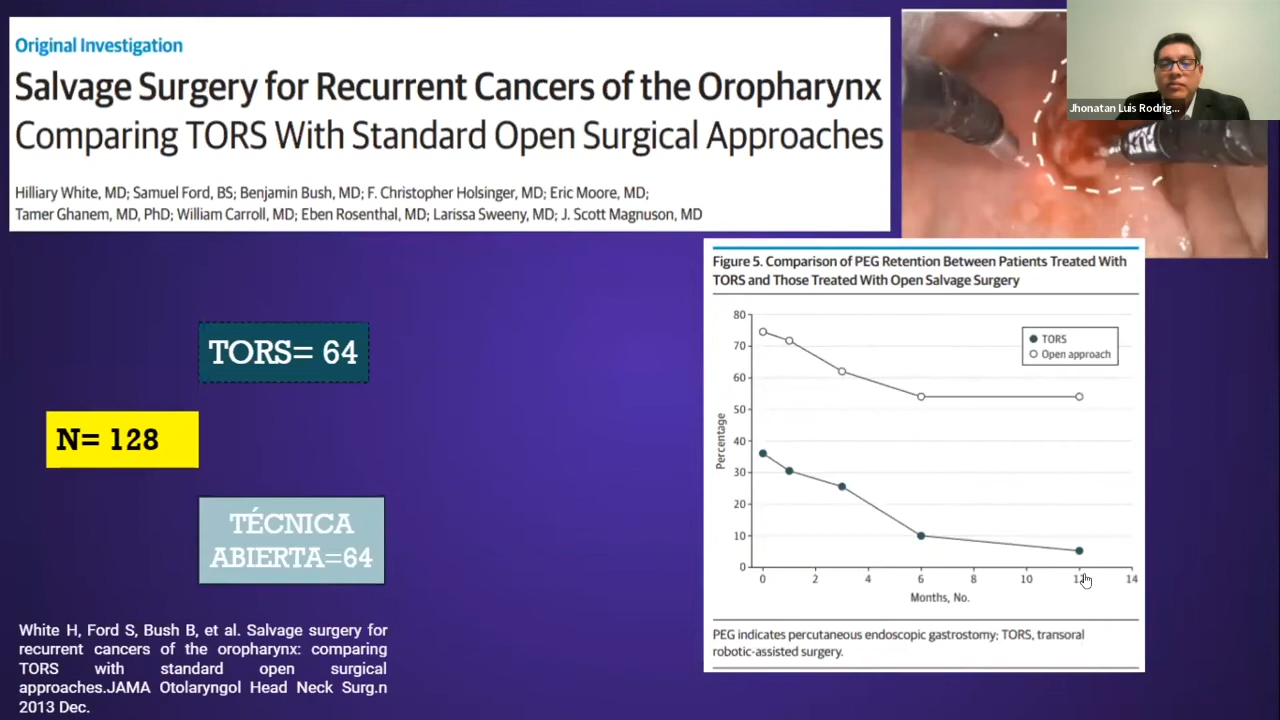 Original Investigation
Salvage Surgery for Recurrent Cancers of the Oropharynx
Comparing TORS With Standard Open Surgical Approaches
Hilliary White, MD; Samuel Ford, BS; Benjamin Bush, MD; F. Christopher Holsinger, MD; Eric Moore, MD;
Tamer Ghanem, MD, PhD; William Carroll, MD; Eben Rosenthal, MD; Larissa Sweeny, MD; J. Scott Magnuson, MD
Jhonatan Luis Rodrig...
TORS= 64
N= 128
TÉCNICA
ABIERTA=64
White H, Ford S, Bush B, et al. Salvage surgery for
recurrent cancers of the oropharynx: comparing
TORS with standard open surgical
approaches.JAMA Otolaryngol Head Neck Surg.n
2013 Dec.
Figure 5. Comparison of PEG Retention Between Patients Treated With
TORS and Those Treated With Open Salvage Surgery
80
70
60
50
40
30
20
10
0
Percentage
TORS
Open approach
0 2 4 6 8 10 12 14
Months, No.
PEG indicates percutaneous endoscopic gastrostomy; TORS, transoral
robotic-assisted surgery.